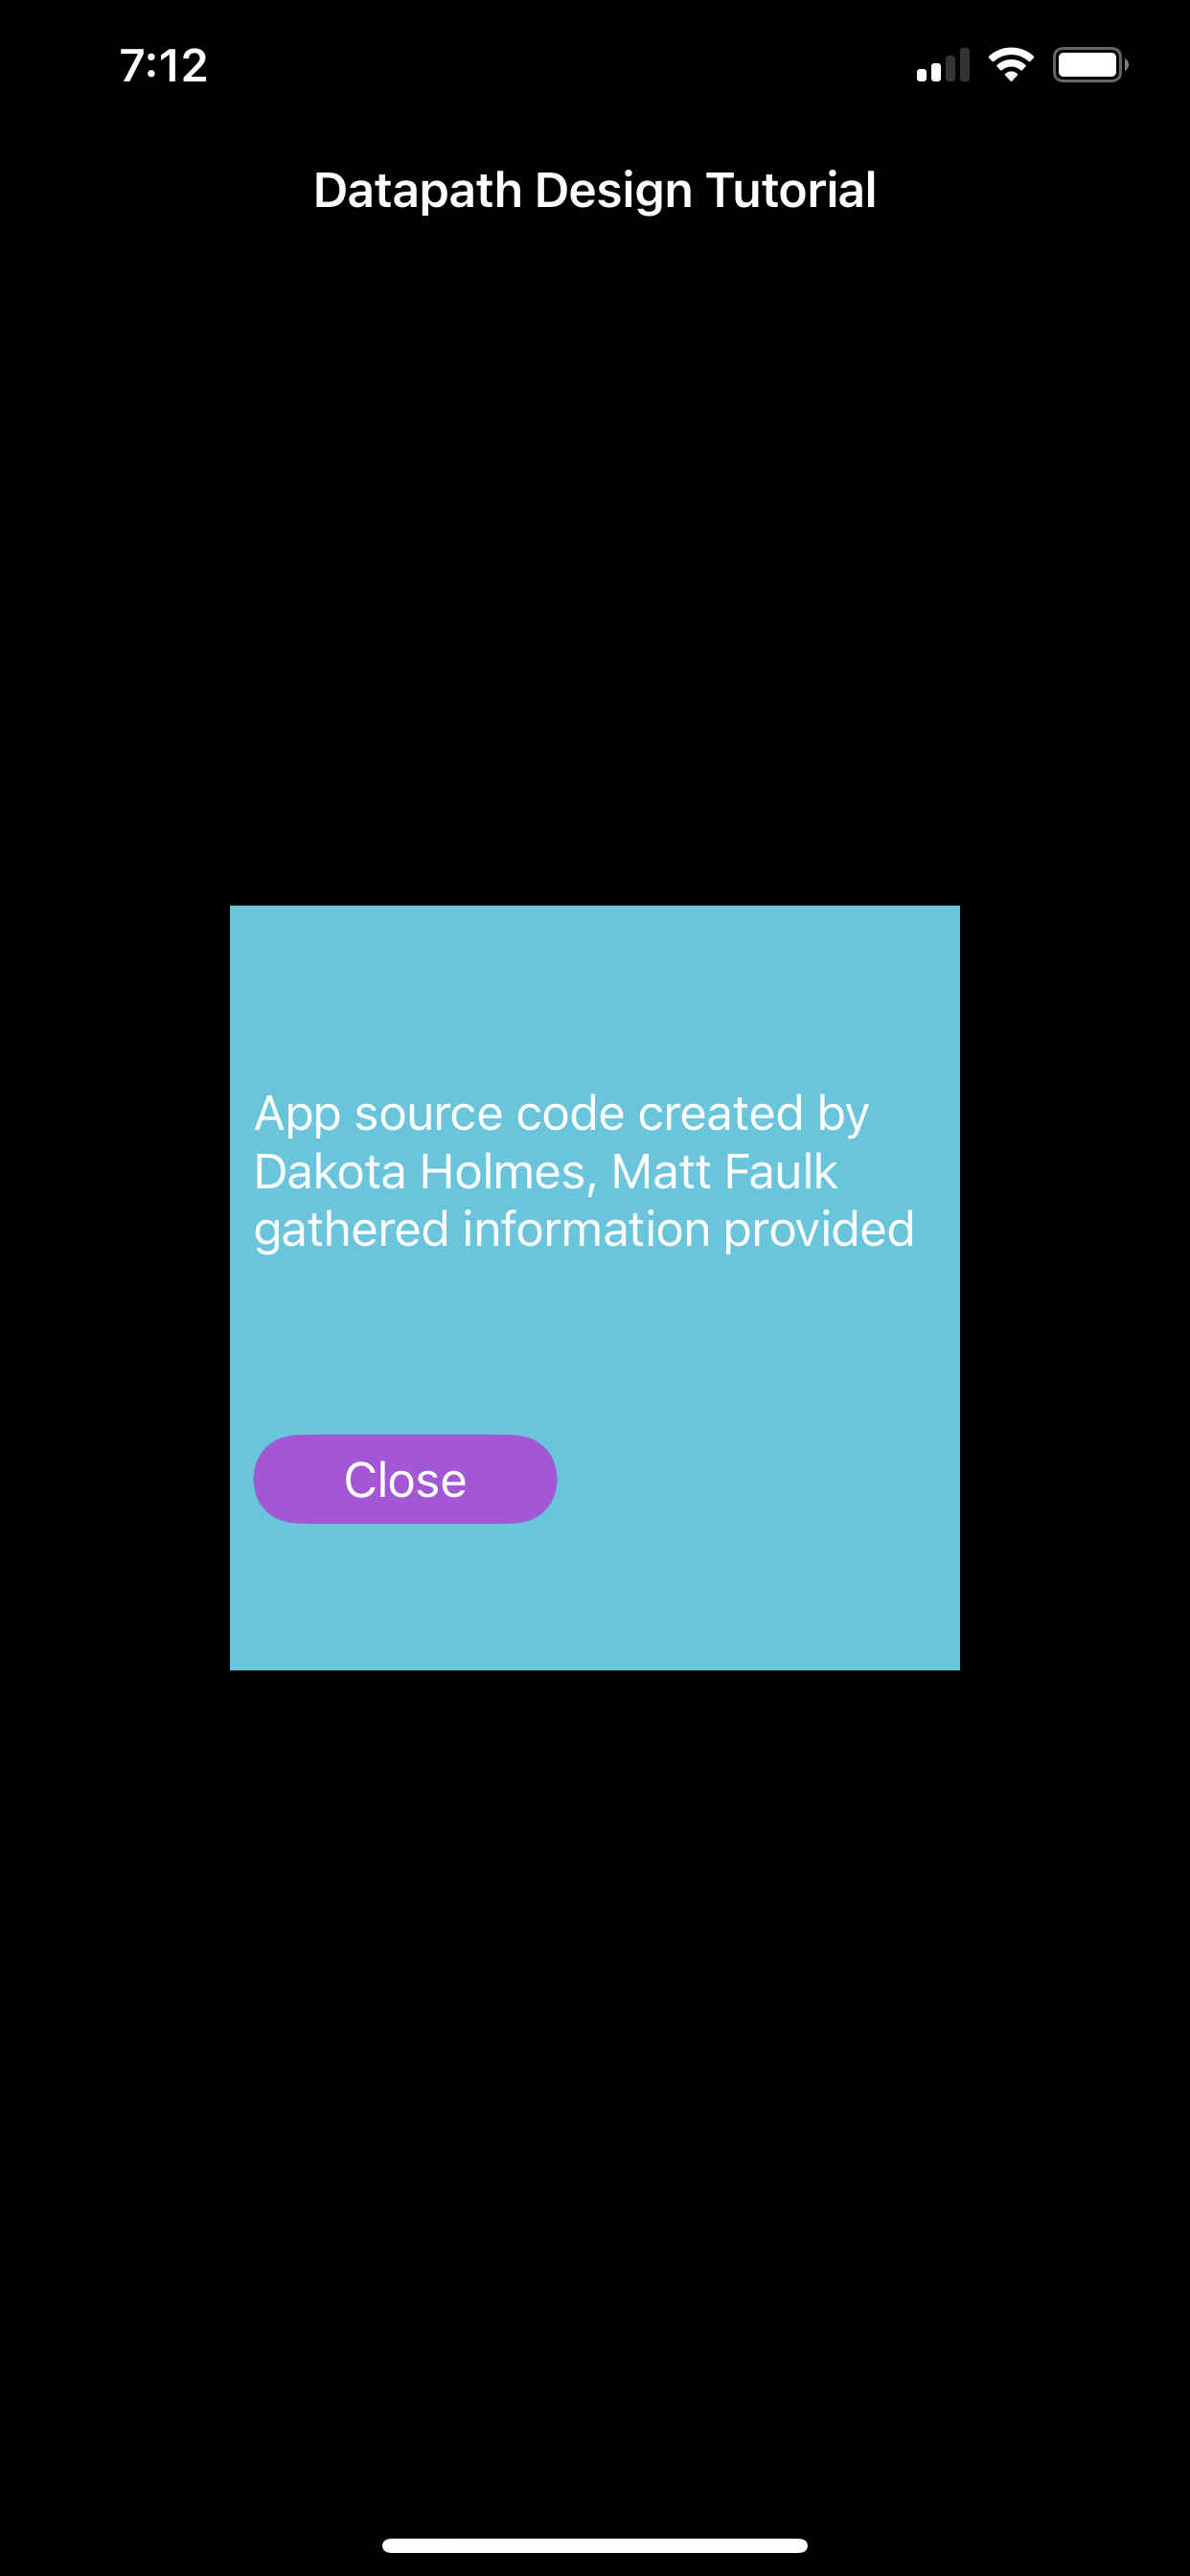 7:12
Datapath Design Tutorial
App source code created by
Dakota Holmes, Matt Faulk
gathered information provided
Close